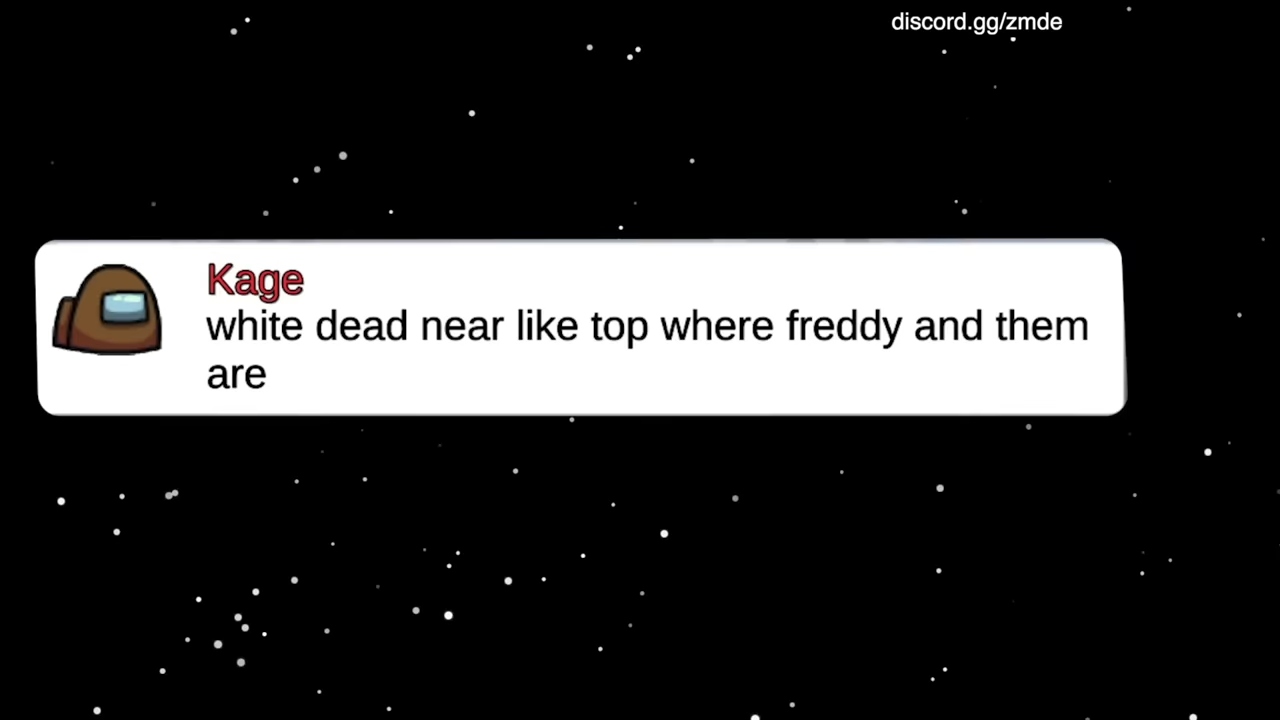 discord.gg/zmde
Kage
white dead near like top where freddy and them
are